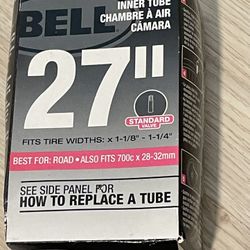 INNER TUBE
CHAMBRE À AIR
CÁMARA
BELL
27"
STANDARD
VALVE
FITS TIRE WIDTHS: x 1-1/8" - 1-1/4"
BEST FOR: ROAD • ALSO FITS 700c x 28-32mm
SEE SIDE PANEL FOR
HOW TO REPLACE A TUBE